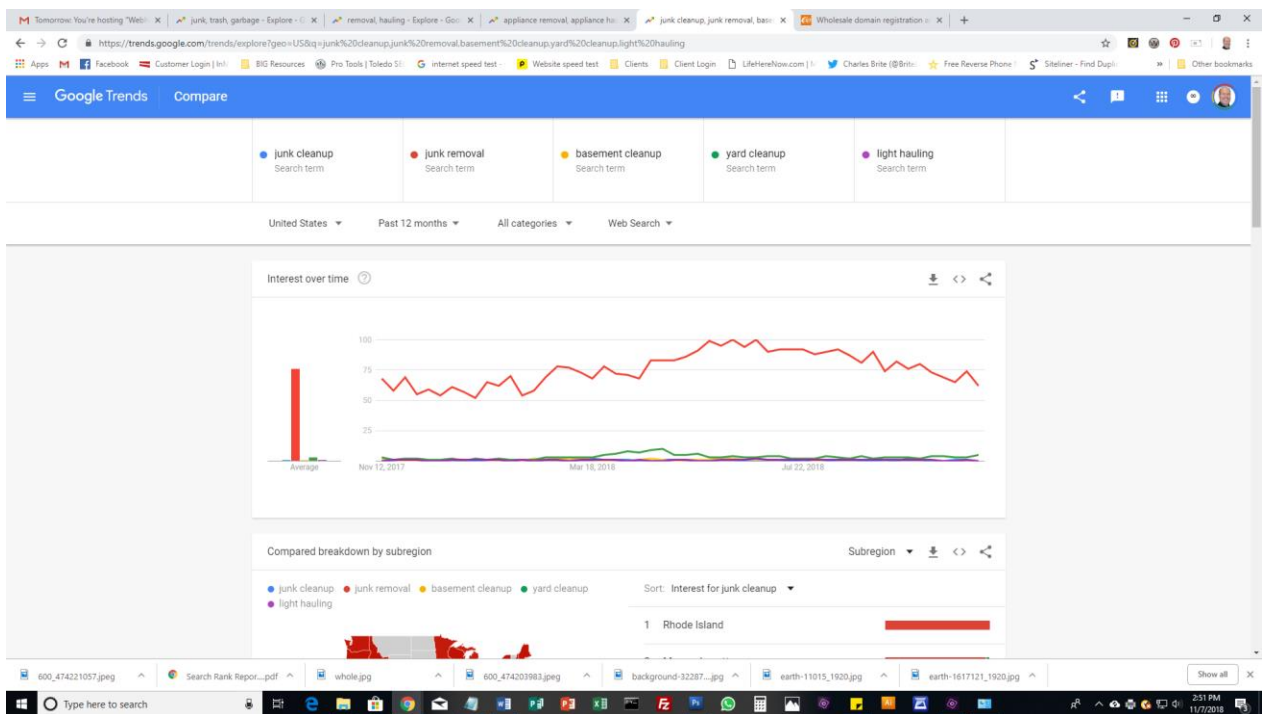 Tomorrow: You're hosting "Web
junk, trash, garbage - Explore - G
removal, hauling - Explore - Goo
appliance removal, appliance ha
junk cleanup, junk removal, base
Wholesale domain registration o
https://trends.google.com/trends/explore?geo=US&q=junk%20cleanup,junk%20removal,basement%20cleanup,yard%20cleanup,light%20hauling
Apps
Facebook
Customer Login | Inf
BIG Resources
Pro Tools | Toledo S
internet speed test -
Website speed test
Clients
Client Login
LifeHereNow.com |
Charles Brite (@Brite
Free Reverse Phone
Siteliner - Find Dupli
Other bookmarks
Google Trends Compare
junk cleanup
Search term
junk removal
Search term
basement cleanup
Search term
yard cleanup
Search term
light hauling
Search term
United States Past 12 months All categories Web Search
Interest over time
100
75
50
25
Average
Nov 12, 2017 Mar 18, 2018 Jul 22, 2018
Compared breakdown by subregion
Subregion
junk cleanup junk removal basement cleanup yard cleanup
light hauling
Sort: Interest for junk cleanup
1 Rhode Island
600_474221057.jpeg
Search Rank Repor....pdf
whole.jpg
600_474203983.jpeg
background-32287....jpg
earth-11015_1920.jpg
earth-1617121_1920.jpg
Show all
Type here to search
2:51 PM
11/7/2018